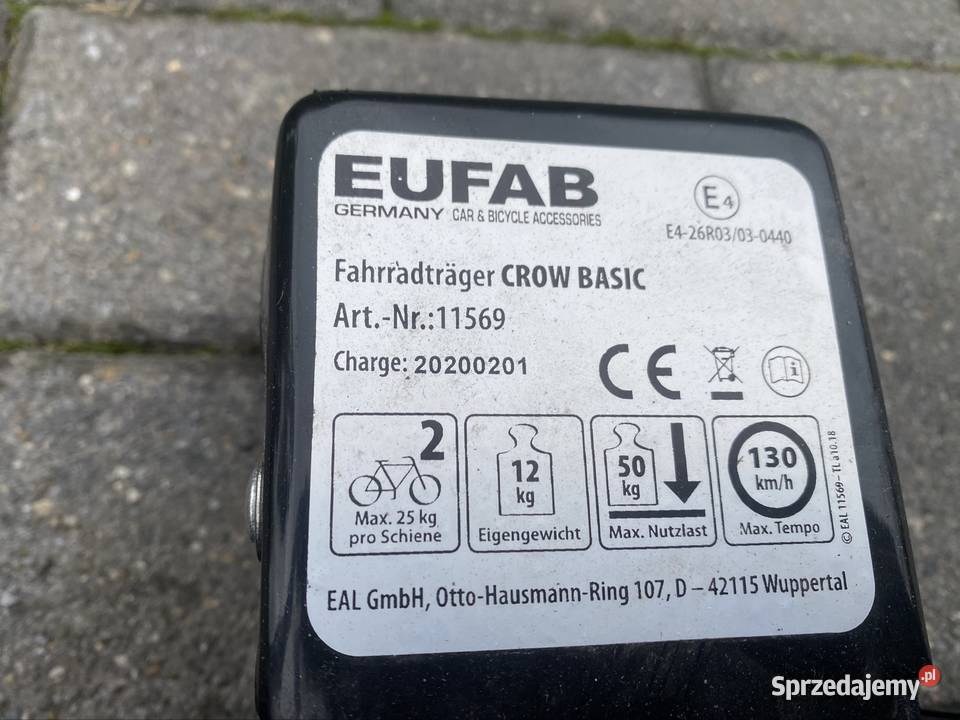 EUFAB
GERMANY CAR & BICYCLE ACCESSORIES
E4
E4-26R03/03-0440
Fahrradträger CROW BASIC
Art.-Nr.:11569
Charge: 20200201
CE
2
Max. 25 kg
pro Schiene
12
kg
Eigengewicht
50
kg
Max. Nutzlast
130
km/h
Max. Tempo
© EAL 11569 – TL a10.18
EAL GmbH, Otto-Hausmann-Ring 107, D – 42115 Wuppertal
Sprzedajemy.pl